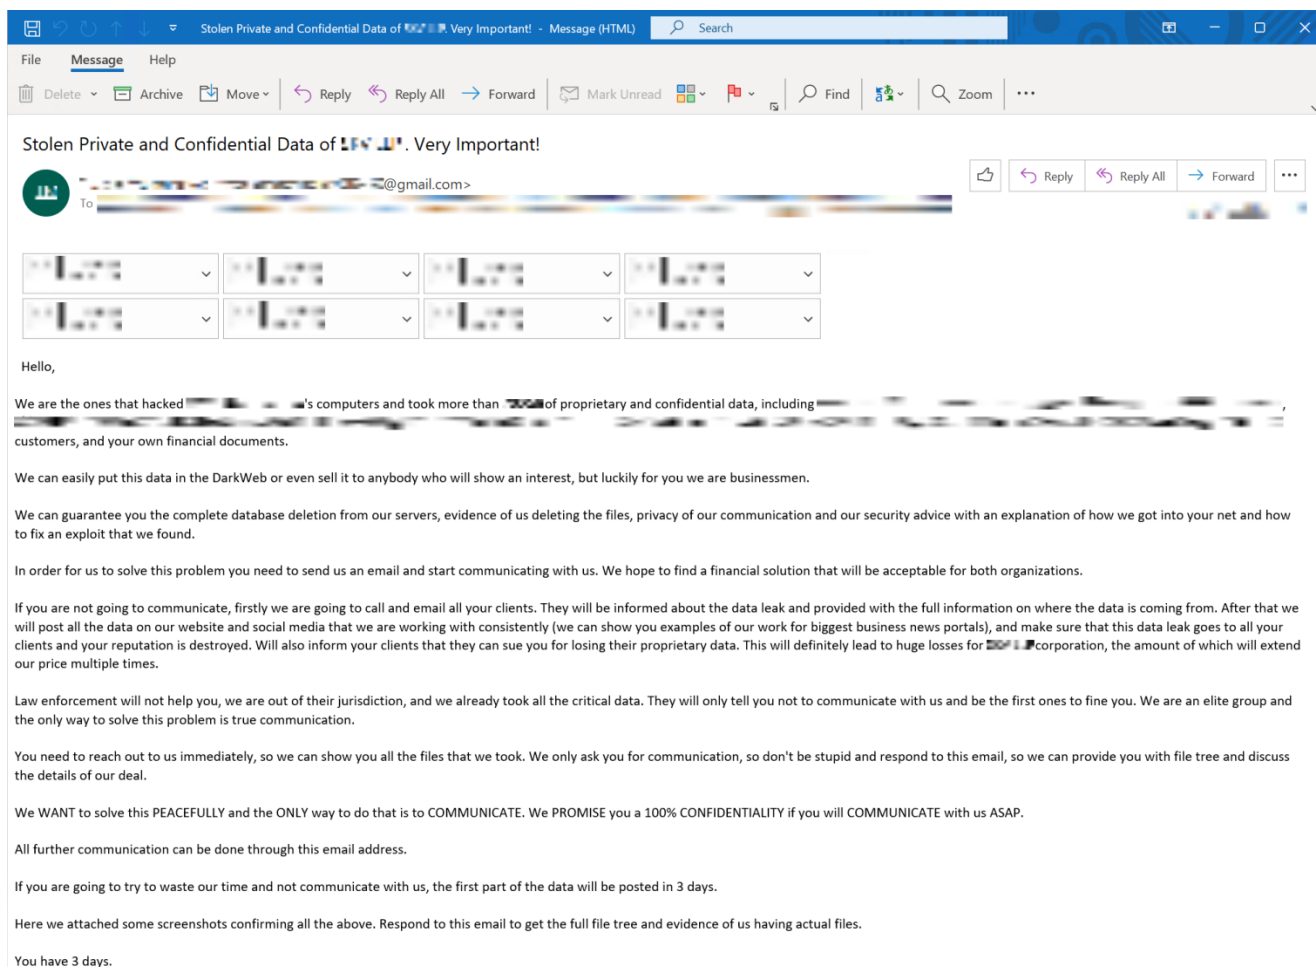 Stolen Private and Confidential Data of Very Important! - Message (HTML)
Search
File Message Help
Delete Archive Move Reply Reply All Forward Mark Unread Find Zoom ...
Stolen Private and Confidential Data of . Very Important!
@gmail.com>
Reply Reply All Forward ...
To
Hello,
We are the ones that hacked 's computers and took more than of proprietary and confidential data, including ,
customers, and your own financial documents.
We can easily put this data in the DarkWeb or even sell it to anybody who will show an interest, but luckily for you we are businessmen.
We can guarantee you the complete database deletion from our servers, evidence of us deleting the files, privacy of our communication and our security advice with an explanation of how we got into your net and how
to fix an exploit that we found.
In order for us to solve this problem you need to send us an email and start communicating with us. We hope to find a financial solution that will be acceptable for both organizations.
If you are not going to communicate, firstly we are going to call and email all your clients. They will be informed about the data leak and provided with the full information on where the data is coming from. After that we
will post all the data on our website and social media that we are working with consistently (we can show you examples of our work for biggest business news portals), and make sure that this data leak goes to all your
clients and your reputation is destroyed. Will also inform your clients that they can sue you for losing their proprietary data. This will definitely lead to huge losses for corporation, the amount of which will extend
our price multiple times.
Law enforcement will not help you, we are out of their jurisdiction, and we already took all the critical data. They will only tell you not to communicate with us and be the first ones to fine you. We are an elite group and
the only way to solve this problem is true communication.
You need to reach out to us immediately, so we can show you all the files that we took. We only ask you for communication, so don't be stupid and respond to this email, so we can provide you with file tree and discuss
the details of our deal.
We WANT to solve this PEACEFULLY and the ONLY way to do that is to COMMUNICATE. We PROMISE you a 100% CONFIDENTIALITY if you will COMMUNICATE with us ASAP.
All further communication can be done through this email address.
If you are going to try to waste our time and not communicate with us, the first part of the data will be posted in 3 days.
Here we attached some screenshots confirming all the above. Respond to this email to get the full file tree and evidence of us having actual files.
You have 3 days.